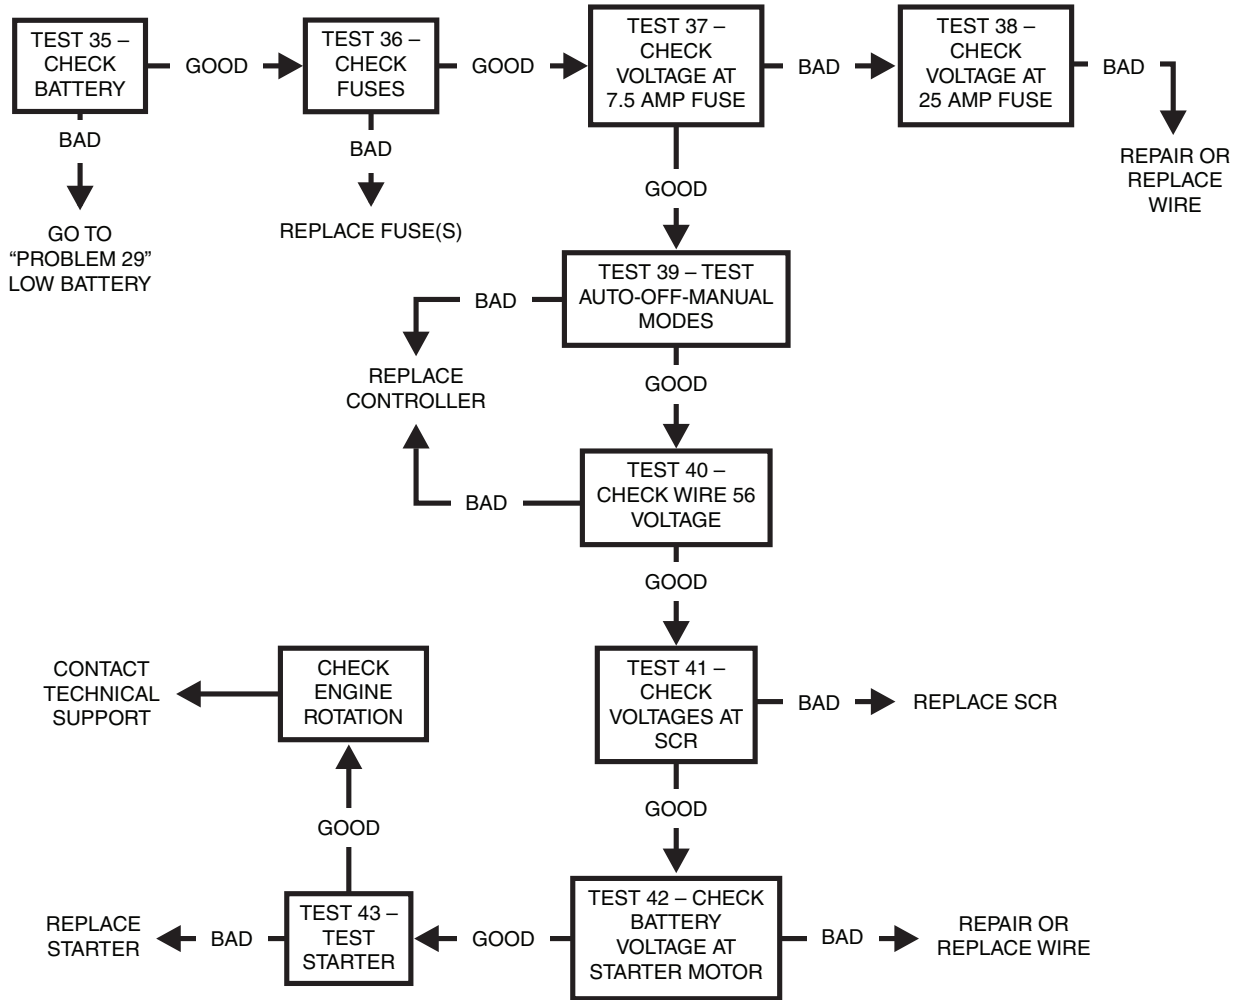 TEST 35 –
CHECK
BATTERY
GOOD
TEST 36 –
CHECK
FUSES
GOOD
TEST 37 –
CHECK
VOLTAGE AT
7.5 AMP FUSE
BAD
TEST 38 –
CHECK
VOLTAGE AT
25 AMP FUSE
BAD
REPAIR OR
REPLACE
WIRE
BAD
GO TO
“PROBLEM 29”
LOW BATTERY
BAD
REPLACE FUSE(S)
GOOD
TEST 39 – TEST
AUTO-OFF-MANUAL
MODES
BAD
REPLACE
CONTROLLER
GOOD
TEST 40 –
CHECK WIRE 56
VOLTAGE
BAD
GOOD
TEST 41 –
CHECK
VOLTAGES AT
SCR
BAD
REPLACE SCR
GOOD
TEST 42 – CHECK
BATTERY
VOLTAGE AT
STARTER MOTOR
BAD
REPAIR OR
REPLACE WIRE
GOOD
TEST 43 –
TEST
STARTER
BAD
REPLACE
STARTER
GOOD
CHECK
ENGINE
ROTATION
CONTACT
TECHNICAL
SUPPORT